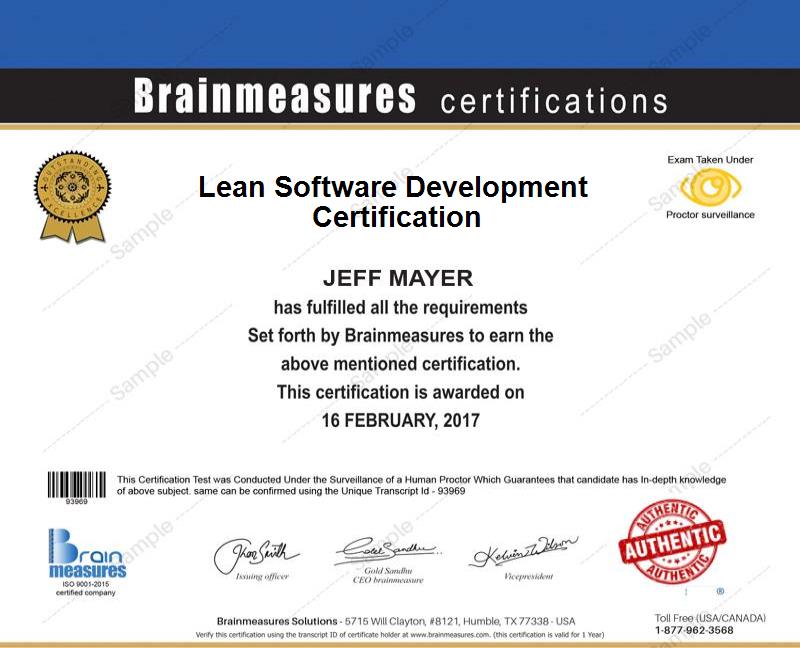 Brainmeasures certifications
OUTSTANDING
EXCELLENCE
Exam Taken Under
Proctor surveillance
Lean Software Development
Certification
JEFF MAYER
has fulfilled all the requirements
Set forth by Brainmeasures to earn the
above mentioned certification.
This certification is awarded on
16 FEBRUARY, 2017
93969
This Certification Test was Conducted Under the Surveillance of a Human Proctor Which Guarantees that candidate has In-depth knowledge
of above subject. same can be confirmed using the Unique Transcript Id - 93969
Brain
measures
ISO 9001-2015
certified company
Issuing officer
Gold Sandhu
CEO brainmeasure
Kelvin Wilson
Vicepresident
AUTHENTIC
AUTHENTIC
AUTHENTIC
®
Brainmeasures Solutions - 5715 Will Clayton, #8121, Humble, TX 77338 - USA
Verify this certification using the transcript ID of certificate holder at www.brainmeasures.com. (this certification is valid for 1 Year)
Toll Free (USA/CANADA)
1-877-962-3568
Sample
Sample
Sample
Sample
Sample
Sample
Sample
Sample
Sample